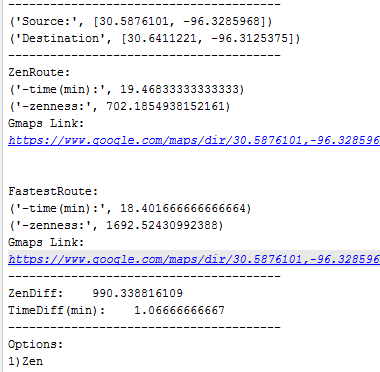 ----------------------------------------
('Source:', [30.5876101, -96.3285968])
('Destination', [30.6411221, -96.3125375])
----------------------------------------
ZenRoute:
('-time(min):', 19.46833333333333)
('-zenness:', 702.1854938152161)
Gmaps Link:
https://www.google.com/maps/dir/30.5876101,-96.328596
FastestRoute:
('-time(min):', 18.401666666666664)
('-zenness:', 1692.52430992388)
Gmaps Link:
https://www.google.com/maps/dir/30.5876101,-96.328596
----------------------------------------
ZenDiff:    990.338816109
TimeDiff(min):    1.06666666667
----------------------------------------
Options:
1)Zen